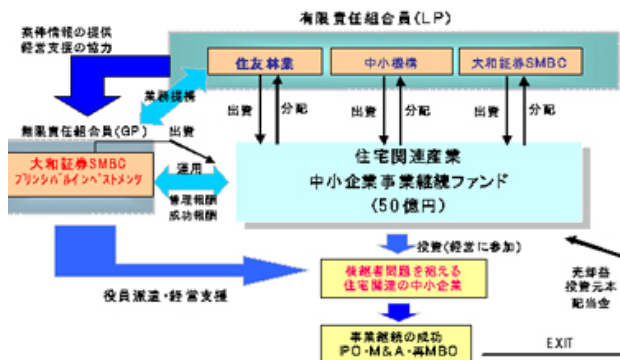 有限責任組合員(LP)
案件情報の提供
経営支援の協力
住友林業
中小機構
大和証券SMBC
業務提携
出資
分配
出資
分配
出資
分配
無限責任組合員(GP)
出資
大和証券SMBC
プリンシパルインベストメンツ
運用
管理報酬
成功報酬
住宅関連産業
中小企業事業継続ファンド
(50億円)
投資(経営に参加)
役員派遣・経営支援
後継者問題を抱える
住宅関連の中小企業
売却益
投資元本
配当金
事業継続の成功
IPO・M&A・再MBO
EXIT